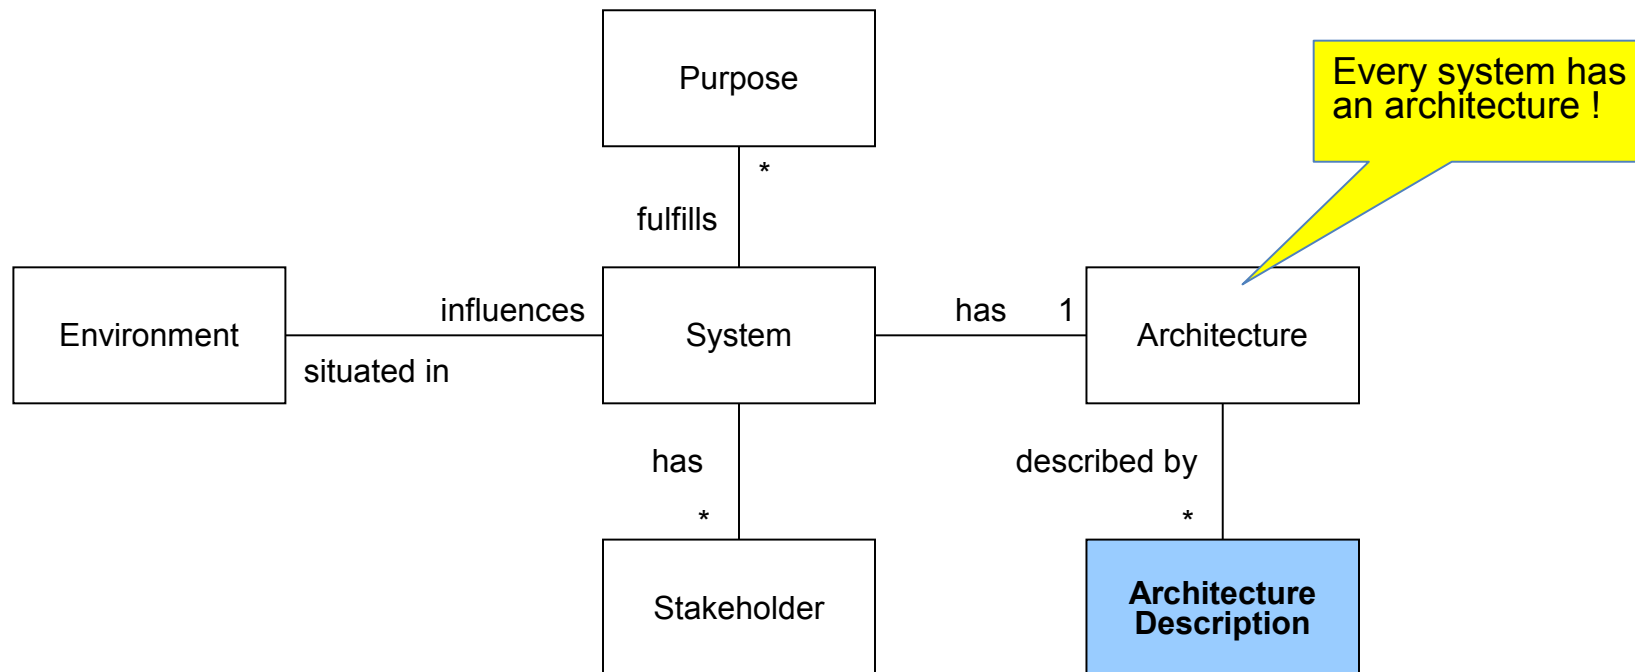 Purpose
Every system has
an architecture !
*
fulfills
influences
has 1
Environment
System
Architecture
situated in
has
described by
*
*
Stakeholder
Architecture
Description